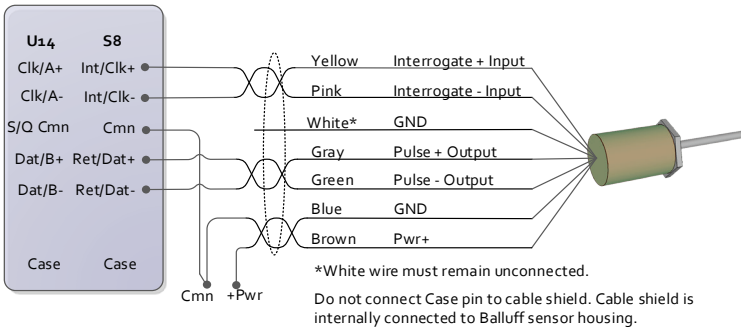 U14 S8
Clk/A+ Int/Clk+
Clk/A- Int/Clk-
S/Q Cmn Cmn
Dat/B+ Ret/Dat+
Dat/B- Ret/Dat-
Case Case
Yellow Interrogate + Input
Pink Interrogate - Input
White* GND
Gray Pulse + Output
Green Pulse - Output
Blue GND
Brown Pwr+
Cmn +Pwr
*White wire must remain unconnected.
Do not connect Case pin to cable shield. Cable shield is
internally connected to Balluff sensor housing.